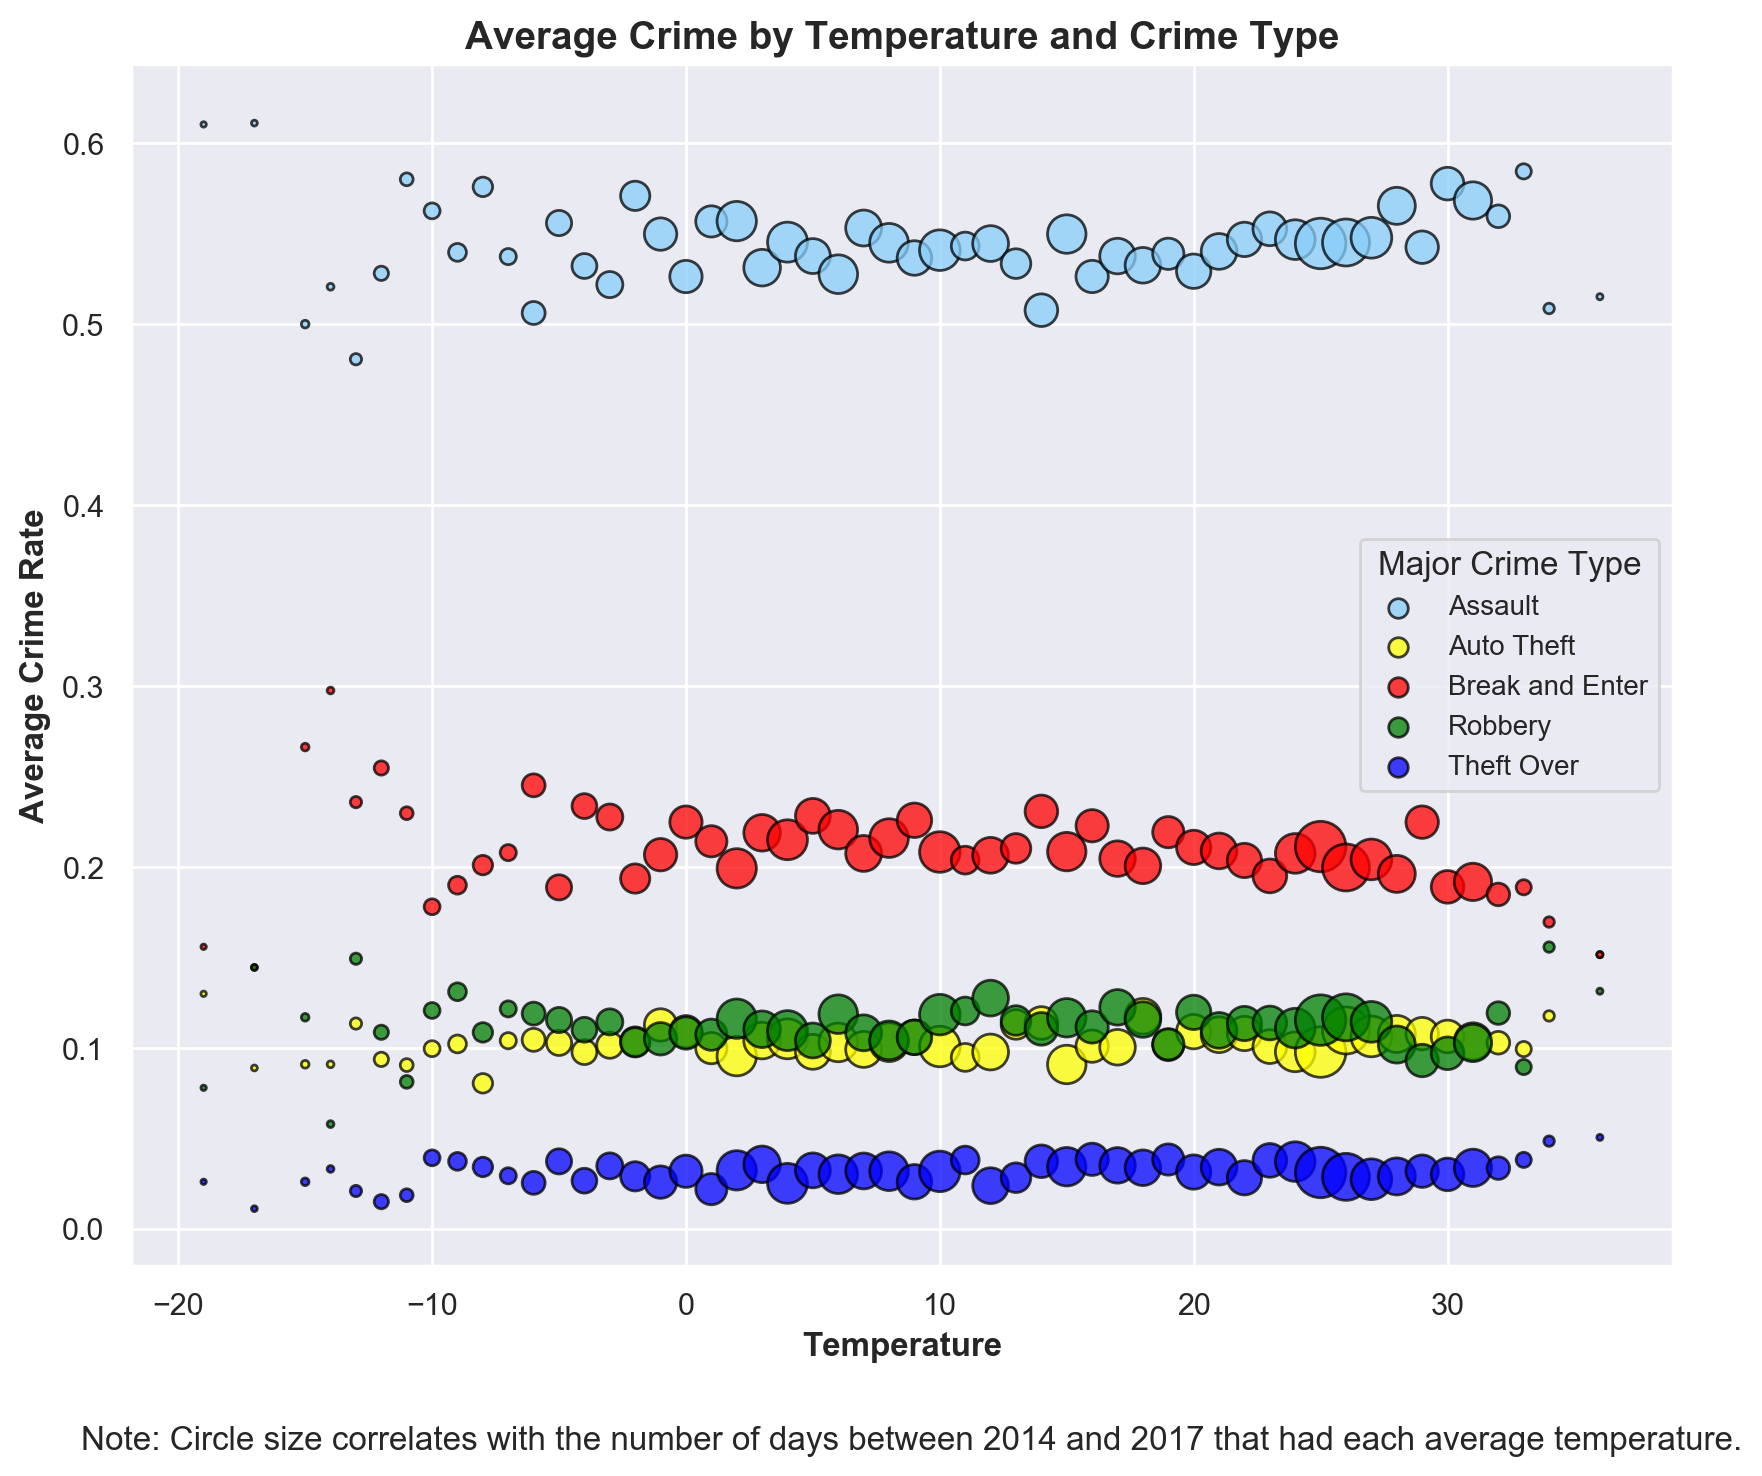 Average Crime by Temperature and Crime Type
Average Crime Rate
0.6
0.5
0.4
0.3
0.2
0.1
0.0
Major Crime Type
Assault
Auto Theft
Break and Enter
Robbery
Theft Over
−20 −10 0 10 20 30
Temperature
Note: Circle size correlates with the number of days between 2014 and 2017 that had each average temperature.